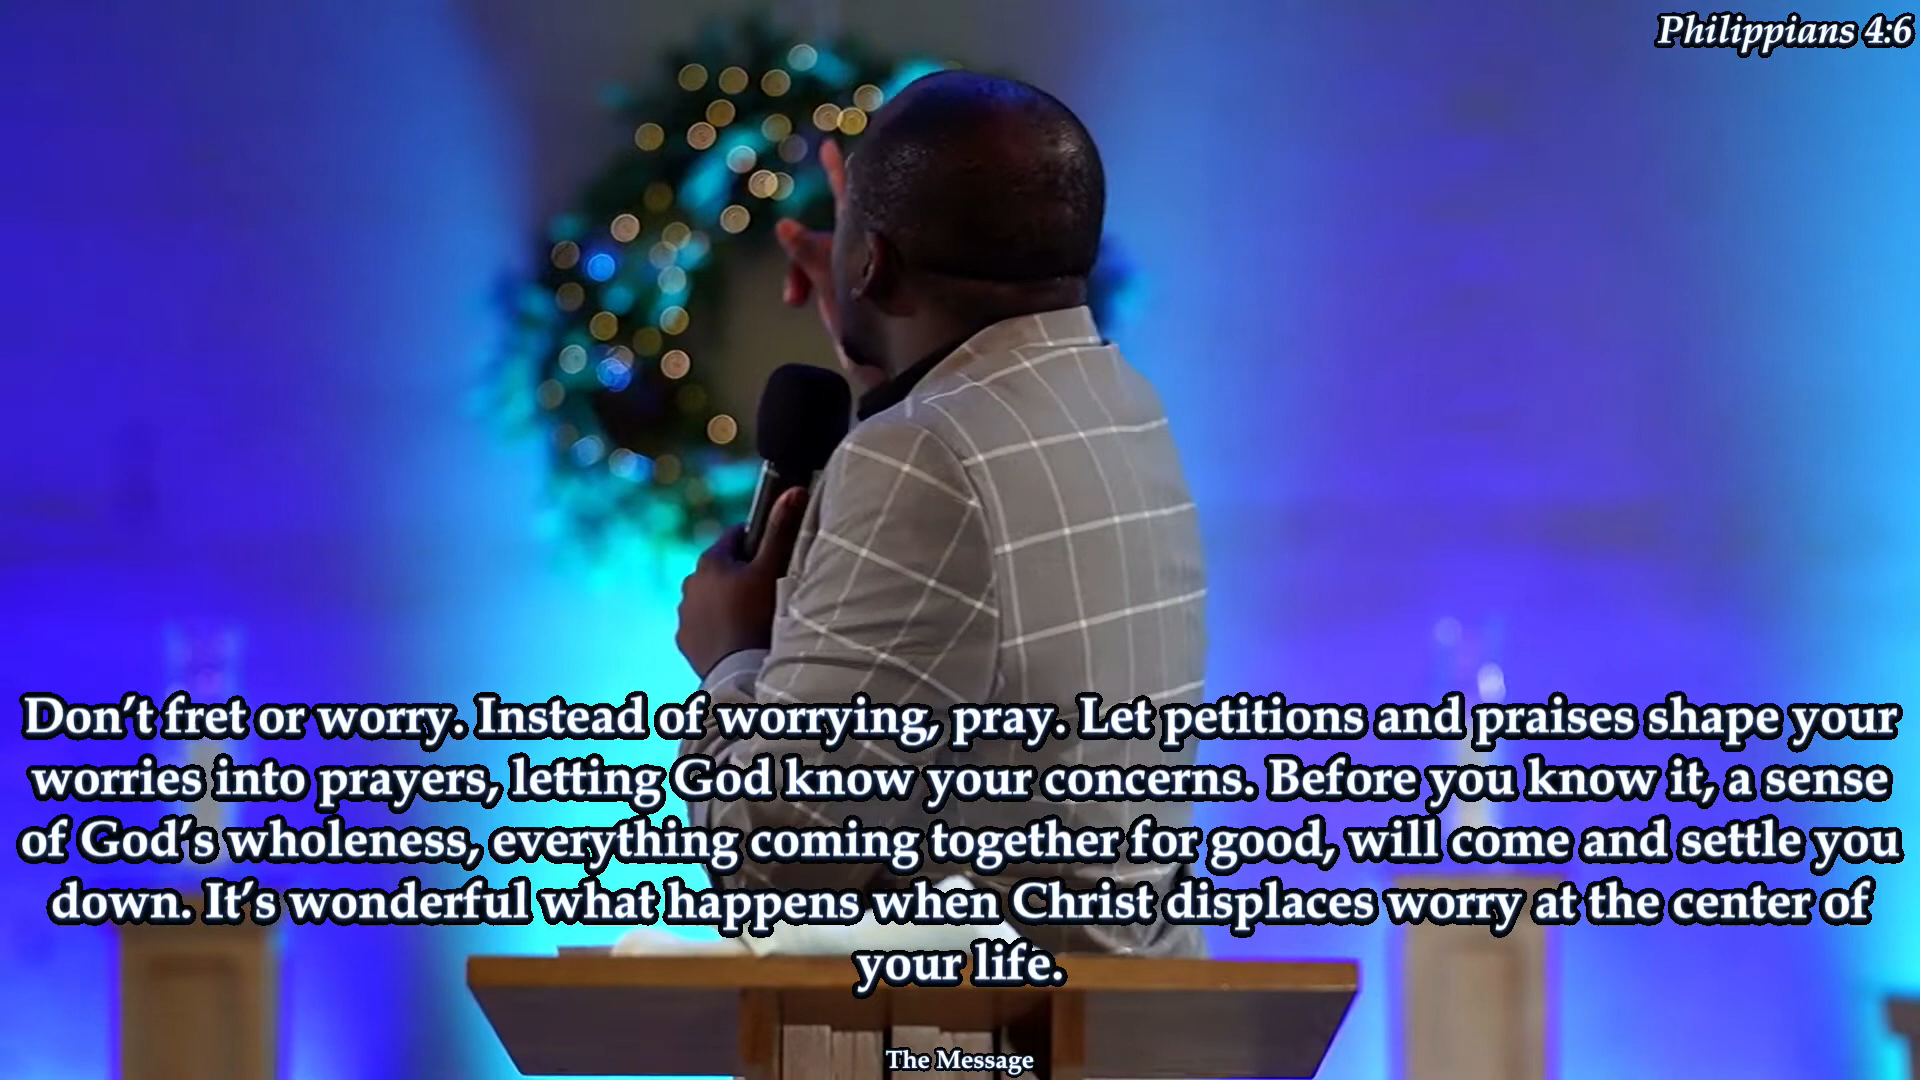 Philippians 4:6
Don’t fret or worry. Instead of worrying, pray. Let petitions and praises shape your
worries into prayers, letting God know your concerns. Before you know it, a sense
of God’s wholeness, everything coming together for good, will come and settle you
down. It’s wonderful what happens when Christ displaces worry at the center of
your life.
The Message